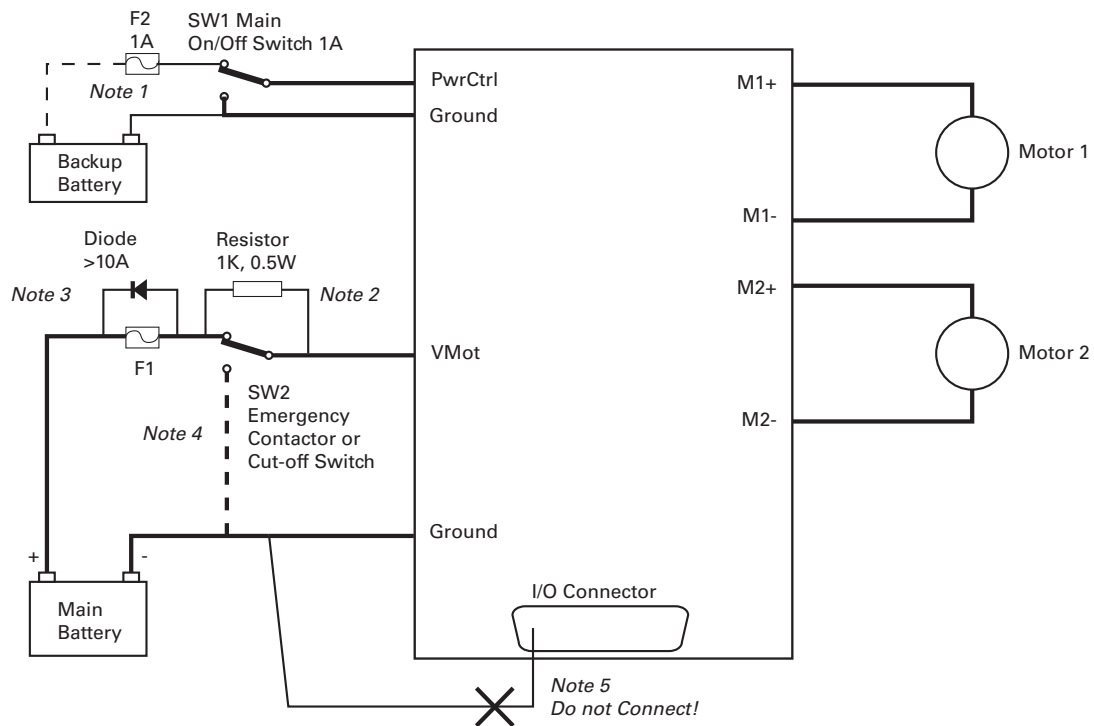 F2
1A
SW1 Main
On/Off Switch 1A
Note 1
PwrCtrl
Ground
Backup
Battery
M1+
Motor 1
M1-
Diode
>10A
Resistor
1K, 0.5W
Note 3
Note 2
F1
VMot
SW2
Emergency
Contactor or
Cut-off Switch
Note 4
M2+
Motor 2
M2-
Ground
+
-
Main
Battery
I/O Connector
Note 5
Do not Connect!